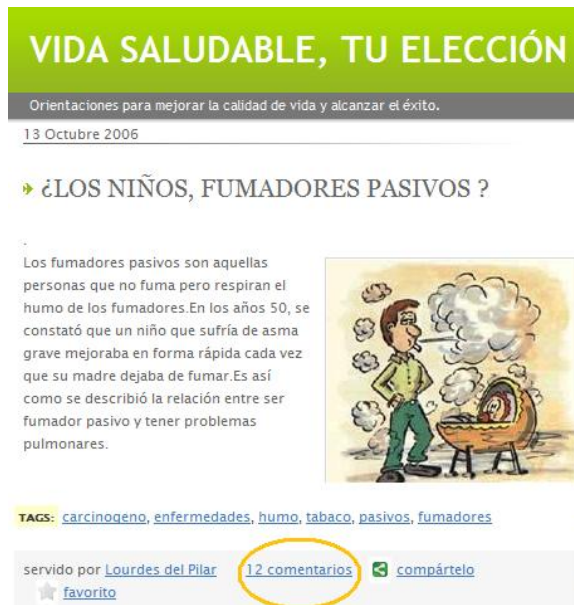 VIDA SALUDABLE, TU ELECCIÓN
Orientaciones para mejorar la calidad de vida y alcanzar el éxito.
13 Octubre 2006
¿LOS NIÑOS, FUMADORES PASIVOS ?
.
Los fumadores pasivos son aquellas
personas que no fuma pero respiran el
humo de los fumadores.En los años 50, se
constató que un niño que sufría de asma
grave mejoraba en forma rápida cada vez
que su madre dejaba de fumar.Es así
como se describió la relación entre ser
fumador pasivo y tener problemas
pulmonares.
TAGS: carcinogeno, enfermedades, humo, tabaco, pasivos, fumadores
servido por Lourdes del Pilar 12 comentarios compártelo
favorito